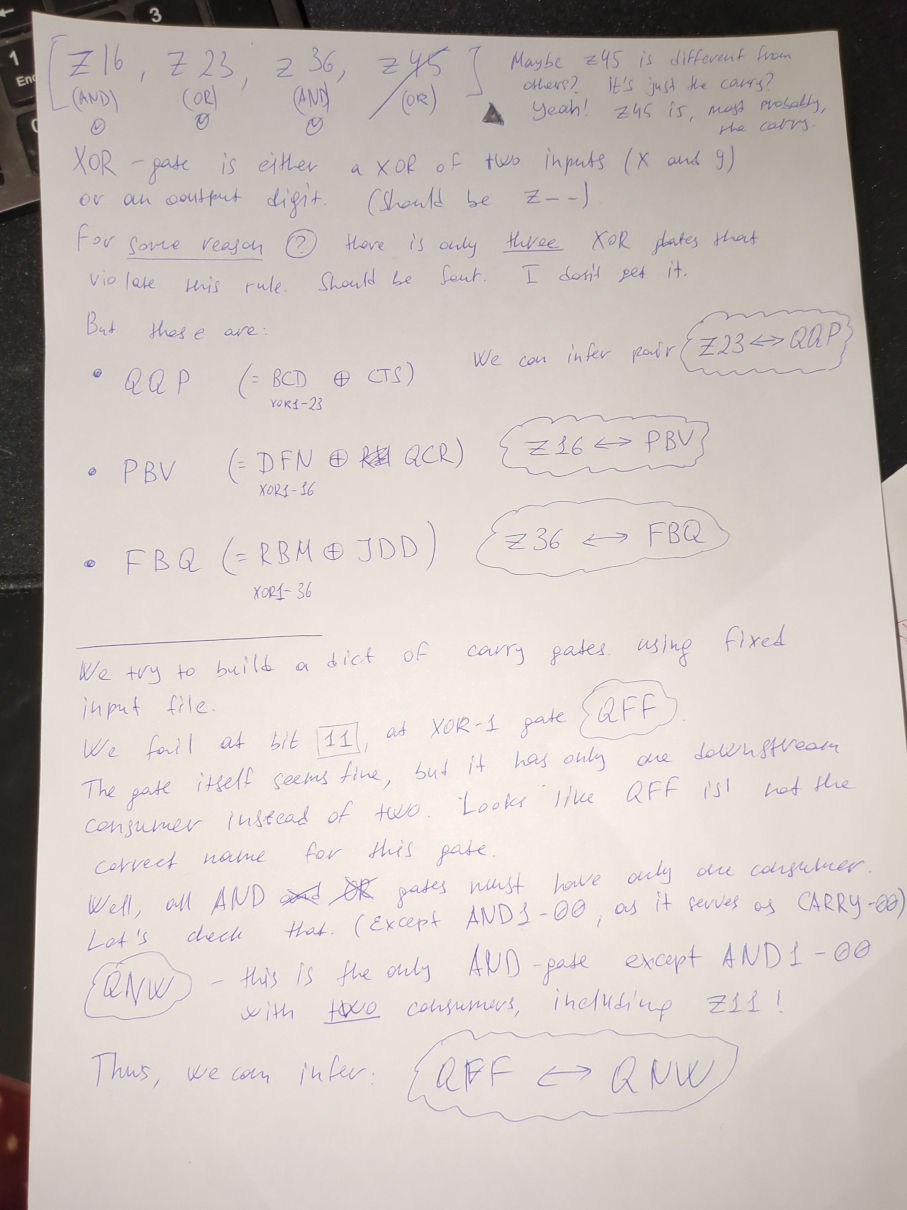 [ Z16 , Z23, Z36, Z45 ]
(AND) (OR) (AND) (OR)
Maybe Z45 is different from
others? It's just the carry?
Yeah! Z45 is, most probably,
the carry.
XOR - gate is either a XOR of two inputs (x and y)
or an output digit. (Should be Z--)
For some reason (?) there is only three XOR gates that
violate this rule. Should be four. I don't get it.
But those are:
• QQP (= BCD ⊕ CTS)
XOR1-23
We can infer pair Z23 ↔ QQP
• PBV (= DFN ⊕ QCR)
XOR1-16
Z16 ↔ PBV
• FBQ (= RBM ⊕ JDD)
XOR1-36
Z36 ↔ FBQ
We try to build a dict of carry gates using fixed
input file.
We fail at bit 11, at XOR-1 gate QFF.
The gate itself seems fine, but it has only one downstream
consumer instead of two. Looks like QFF is not the
correct name for this gate.
Well, all AND and OR gates must have only one consumer.
Let's check that. (Except AND1-00, as it serves as CARRY-00)
QNW - this is the only AND-gate except AND1-00
with two consumers, including Z11!
Thus, we can infer: QFF ↔ QNW
3
1